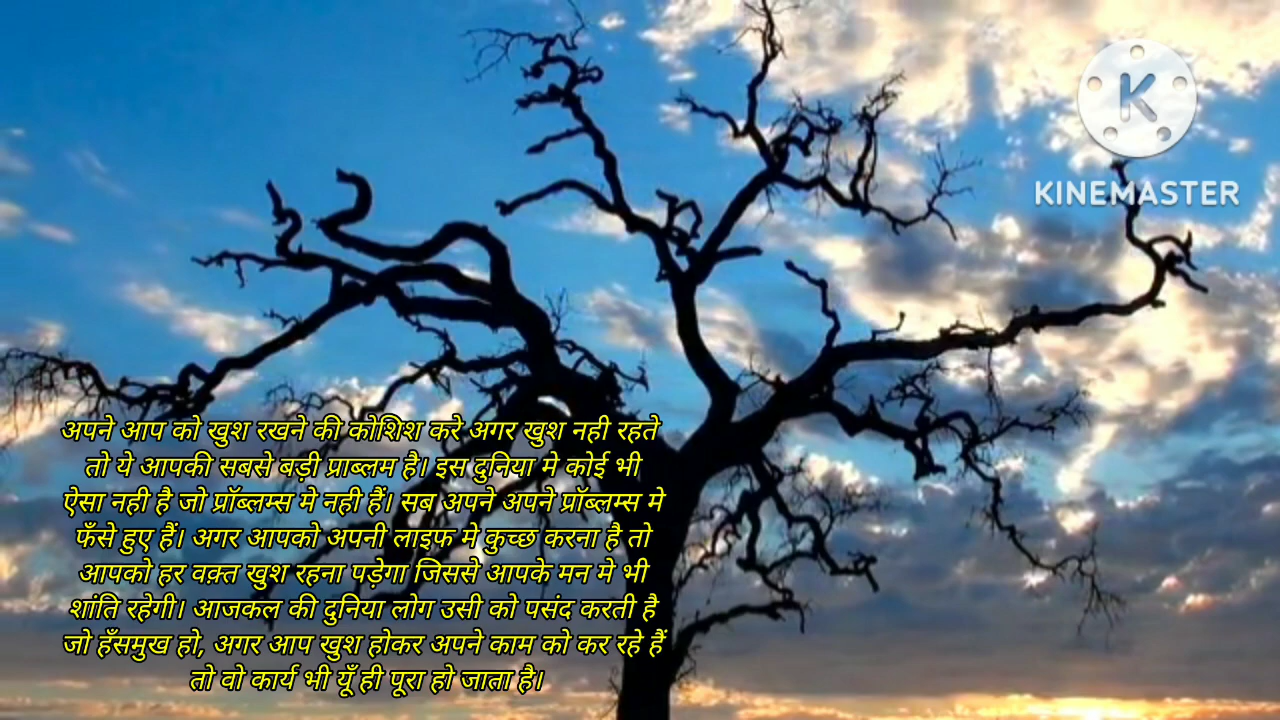 K
KINEMASTER
अपने आप को खुश रखने की कोशिश करे अगर खुश नही रहते
तो ये आपकी सबसे बड़ी प्राब्लम है। इस दुनिया मे कोई भी
ऐसा नही है जो प्रॉब्लम्स मे नही हैं। सब अपने अपने प्रॉब्लम्स मे
फँसे हुए हैं। अगर आपको अपनी लाइफ मे कुच्छ करना है तो
आपको हर वक़्त खुश रहना पड़ेगा जिससे आपके मन मे भी
शांति रहेगी। आजकल की दुनिया लोग उसी को पसंद करती है
जो हँसमुख हो, अगर आप खुश होकर अपने काम को कर रहे हैं
तो वो कार्य भी यूँ ही पूरा हो जाता है।